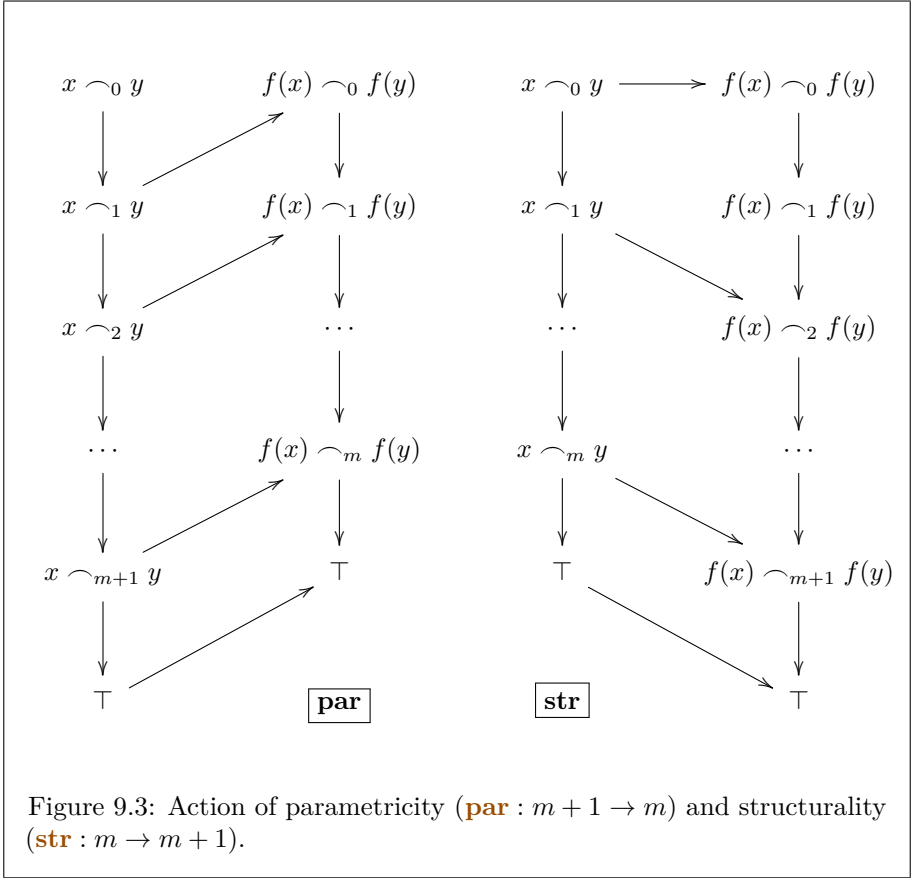 x ⌢₀ y f(x) ⌢₀ f(y) x ⌢₀ y f(x) ⌢₀ f(y)
x ⌢₁ y f(x) ⌢₁ f(y) x ⌢₁ y f(x) ⌢₁ f(y)
x ⌢₂ y ··· ··· f(x) ⌢₂ f(y)
··· f(x) ⌢ₘ f(y) x ⌢ₘ y ···
x ⌢ₘ₊₁ y ⊤ ⊤ f(x) ⌢ₘ₊₁ f(y)
⊤ par str ⊤
Figure 9.3: Action of parametricity (par : m + 1 → m) and structurality
(str : m → m + 1).